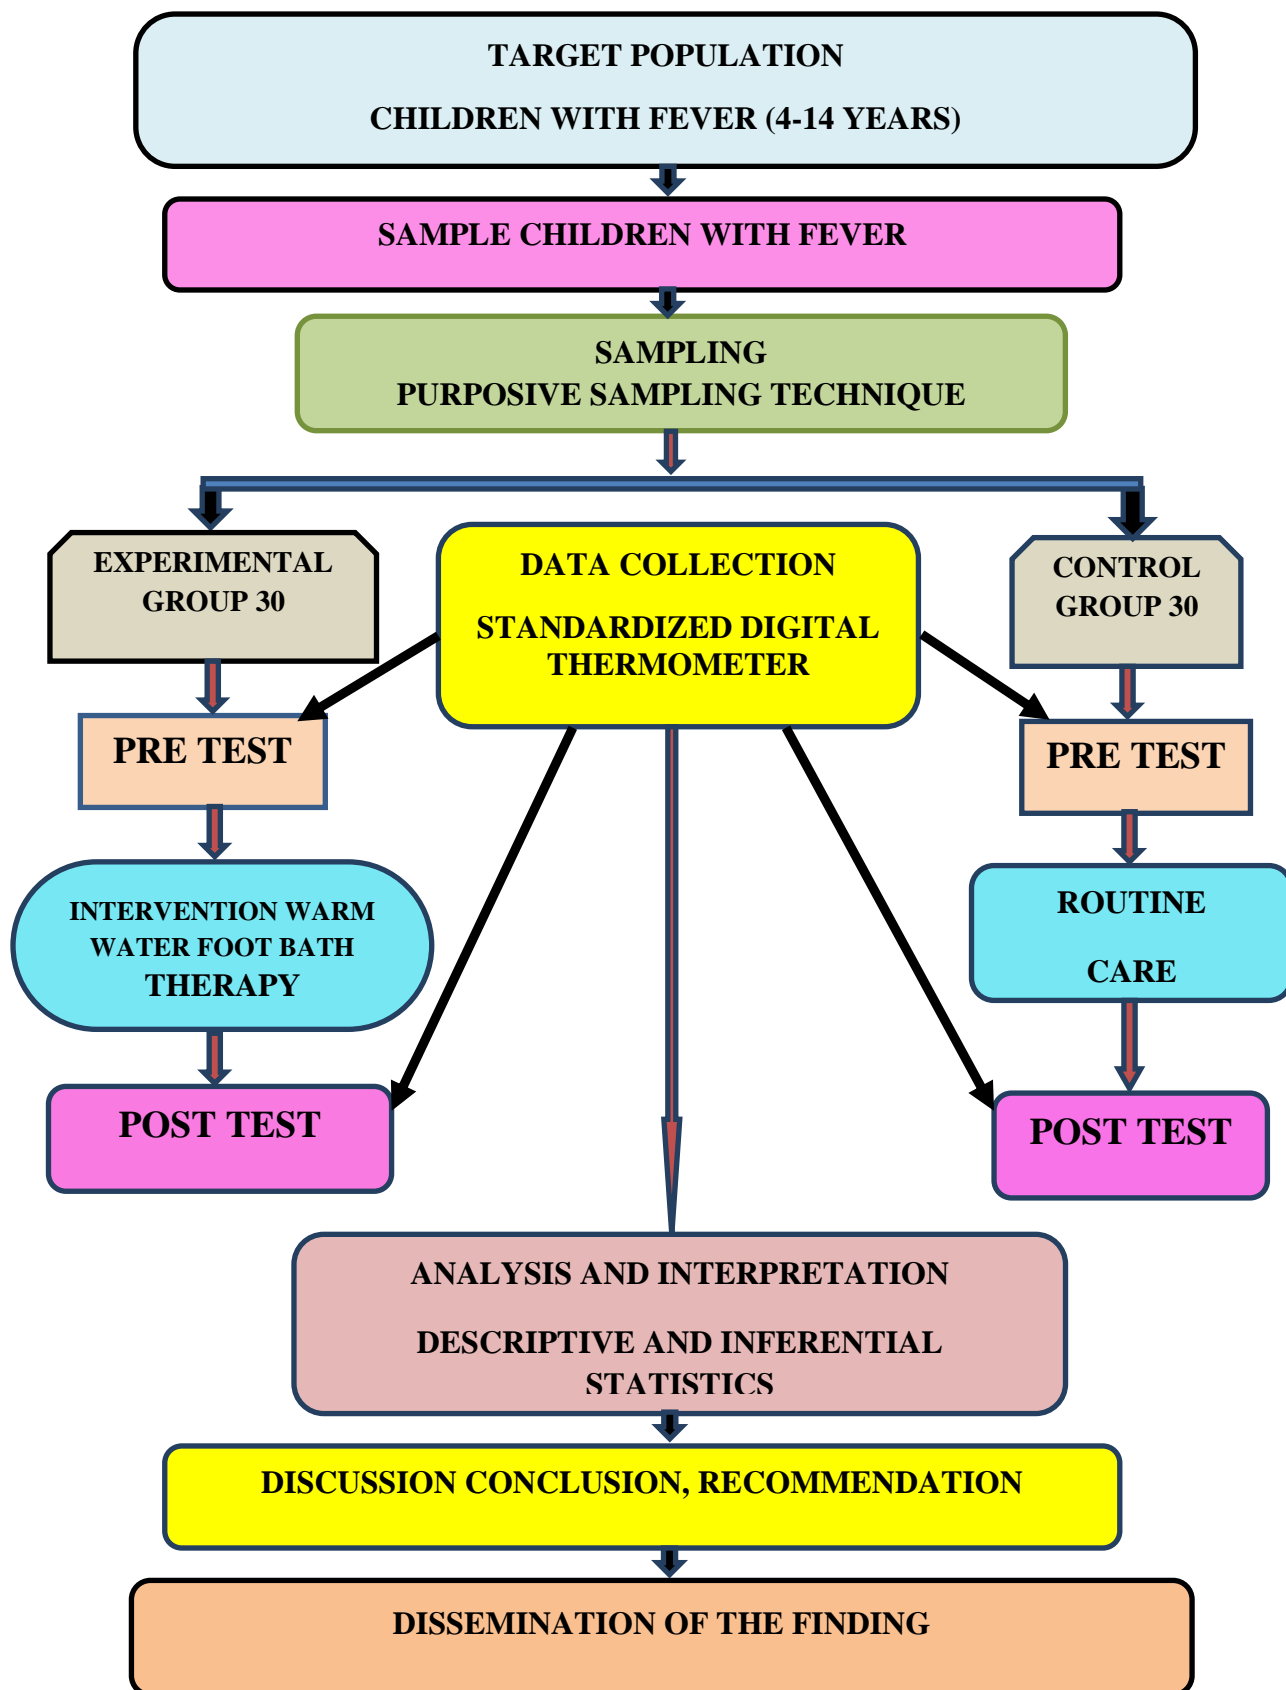 TARGET POPULATION
CHILDREN WITH FEVER (4-14 YEARS)
SAMPLE CHILDREN WITH FEVER
SAMPLING
PURPOSIVE SAMPLING TECHNIQUE
EXPERIMENTAL
GROUP 30
DATA COLLECTION
STANDARDIZED DIGITAL
THERMOMETER
CONTROL
GROUP 30
PRE TEST
PRE TEST
INTERVENTION WARM
WATER FOOT BATH
THERAPY
ROUTINE
CARE
POST TEST
POST TEST
ANALYSIS AND INTERPRETATION
DESCRIPTIVE AND INFERENTIAL
STATISTICS
DISCUSSION CONCLUSION, RECOMMENDATION
DISSEMINATION OF THE FINDING